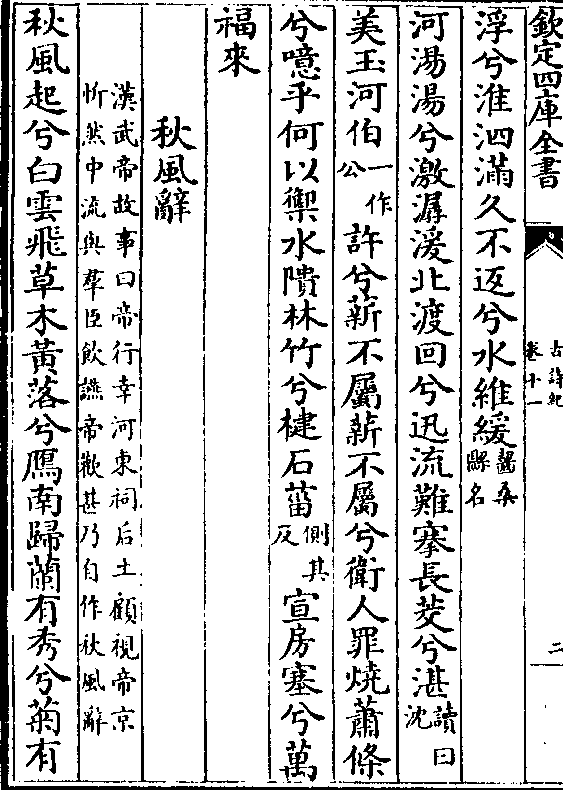 欽定四庫全書
古詩紀
卷十一
二
浮兮淮泗滿久不返兮水維緩齧桑縣名
河湯湯兮激潺湲北渡回兮迅流難搴長茭兮湛讀曰沈
美玉河伯一作公許兮薪不屬薪不屬兮衛人罪燒蕭條
兮噫乎何以禦水隤林竹兮楗石菑側其反宣房塞兮萬
福來
秋風辭
漢武帝故事曰帝行幸河東祠后土顧視帝京
忻然中流與羣臣飲讌帝歡甚乃自作秋風辭
秋風起兮白雲飛草木黃落兮鴈南歸蘭有秀兮菊有